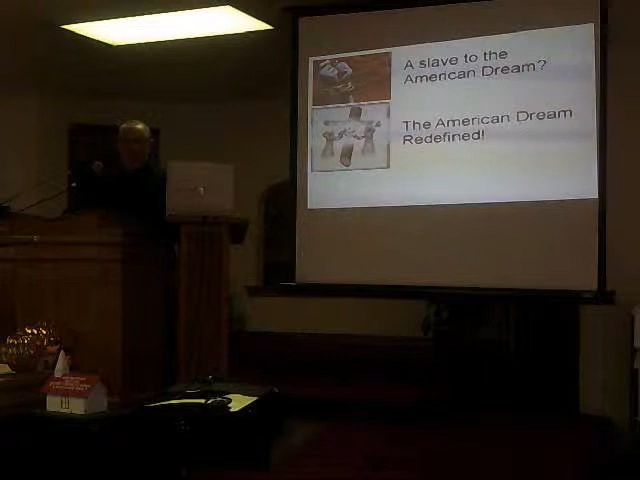 A slave to the
American Dream?
The American Dream
Redefined!